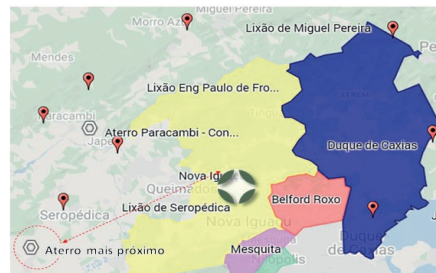 Miguel Pereira
Morro Az
Lixão de Miguel Pereira
Mendes
Lixão Eng Paulo de Fro...
Paracambi
Aterro Paracambi - Con...
Jape
Duque de Caxias
Nova Ig
Queimados
Belford Roxo
Lixão de Seropédica
Seropédica
Nova Iguaçu
Aterro mais próximo
Mesquita
Duque
de Caxias